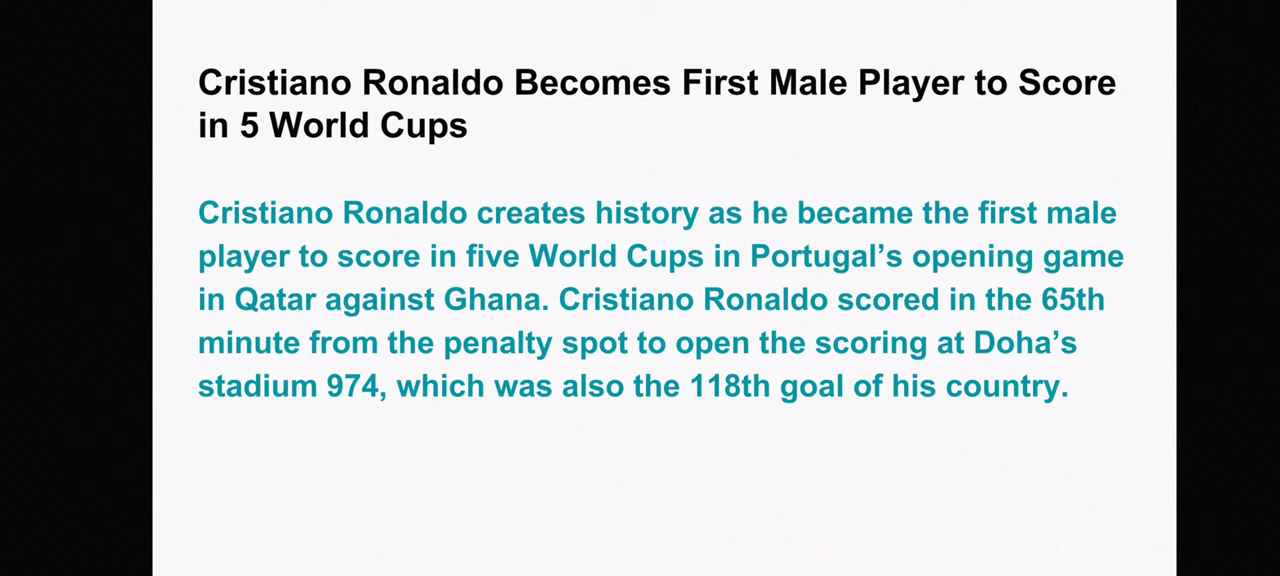 Cristiano Ronaldo Becomes First Male Player to Score
in 5 World Cups
Cristiano Ronaldo creates history as he became the first male
player to score in five World Cups in Portugal’s opening game
in Qatar against Ghana. Cristiano Ronaldo scored in the 65th
minute from the penalty spot to open the scoring at Doha’s
stadium 974, which was also the 118th goal of his country.